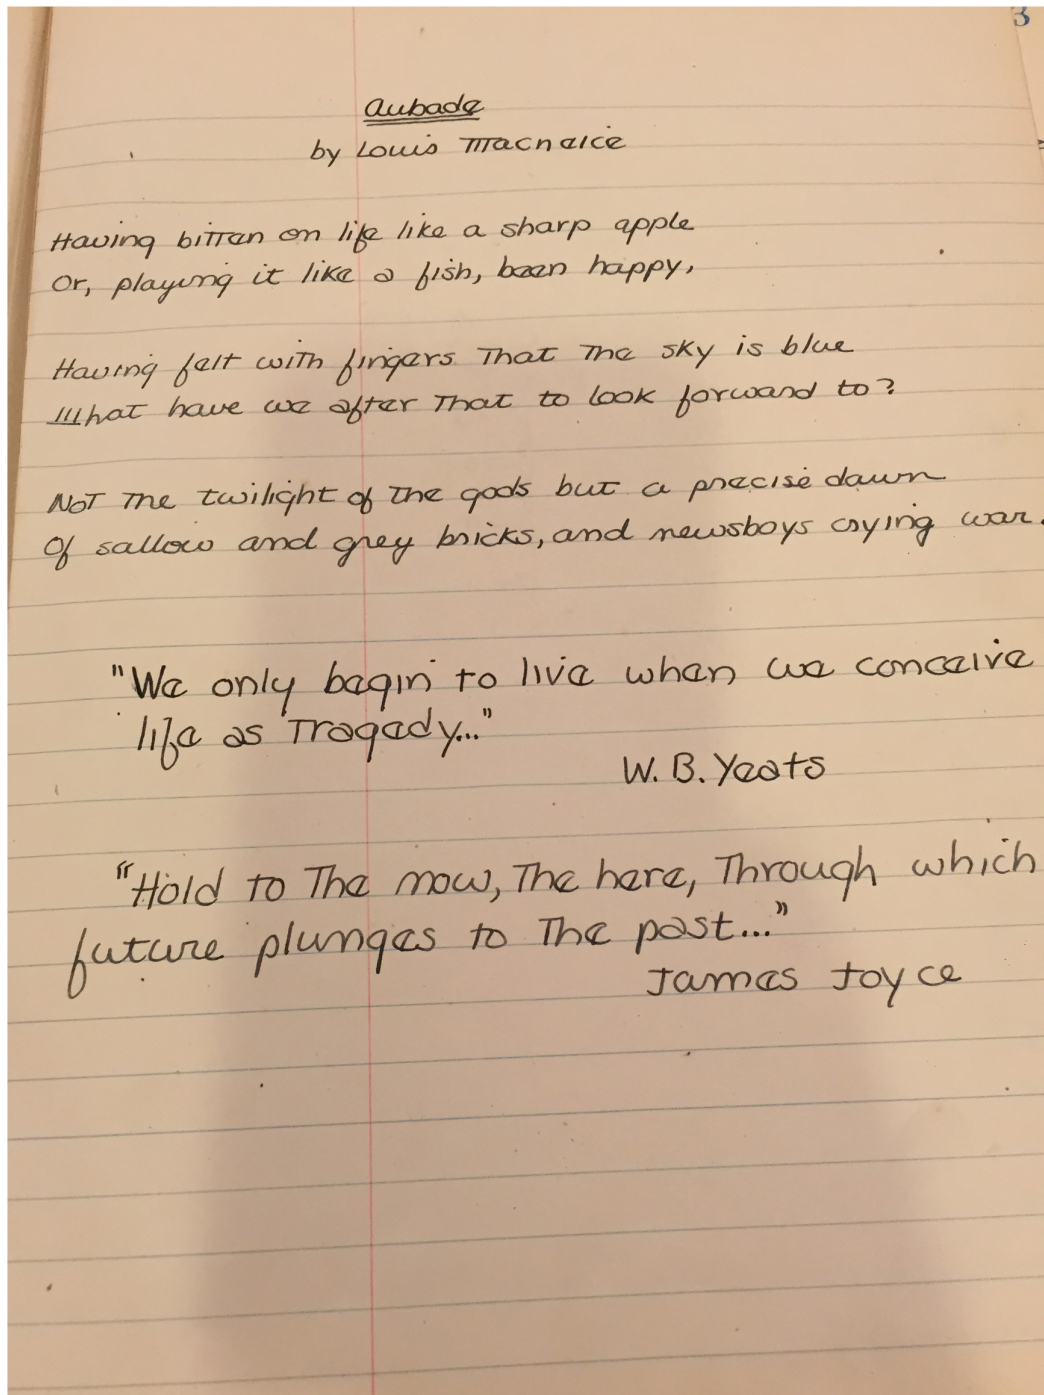 3
Aubade
by Louis Macneice
Having bitten on life like a sharp apple
Or, playing it like a fish, been happy,
Having felt with fingers that the sky is blue
What have we after that to look forward to?
Not the twilight of the gods but a precise dawn
Of sallow and grey bricks, and newsboys crying war.
"We only begin to live when we conceive
life as Tragedy..."
W. B. Yeats
"Hold to the now, the here, Through which
future plunges to the past..."
James Joyce